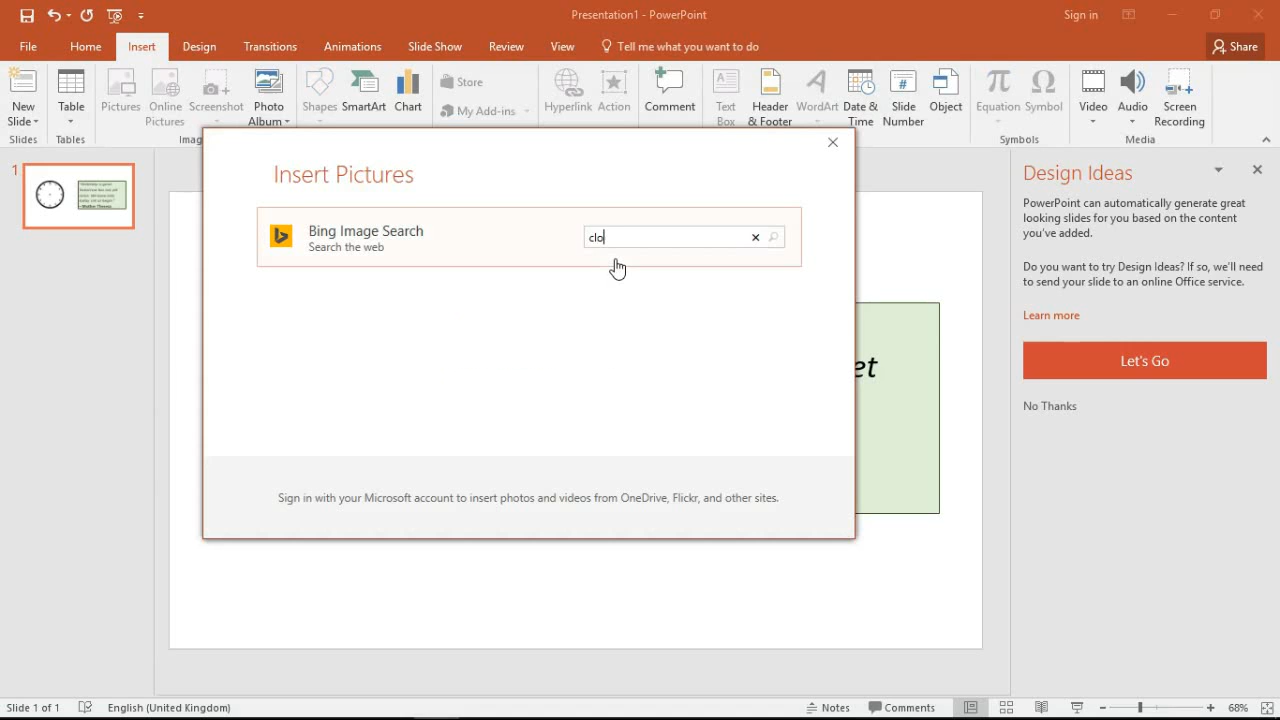 Presentation1 - PowerPoint
Sign in
File
Home
Insert
Design
Transitions
Animations
Slide Show
Review
View
Tell me what you want to do
Share
New
Slide
Slides
Table
Tables
Pictures
Online
Pictures
Screenshot
Photo
Album
Imag
Shapes
SmartArt
Chart
Store
My Add-ins
Hyperlink
Action
Comment
Text
Box
Header
& Footer
WordArt
Date &
Time
Slide
Number
Object
Equation
Symbol
Symbols
Video
Audio
Screen
Recording
Media
1
Insert Pictures
Bing Image Search
Search the web
clo
Sign in with your Microsoft account to insert photos and videos from OneDrive, Flickr, and other sites.
et
Design Ideas
PowerPoint can automatically generate great
looking slides for you based on the content
you've added.
Do you want to try Design Ideas? If so, we'll need
to send your slide to an online Office service.
Learn more
Let's Go
No Thanks
Slide 1 of 1
English (United Kingdom)
Notes
Comments
68%